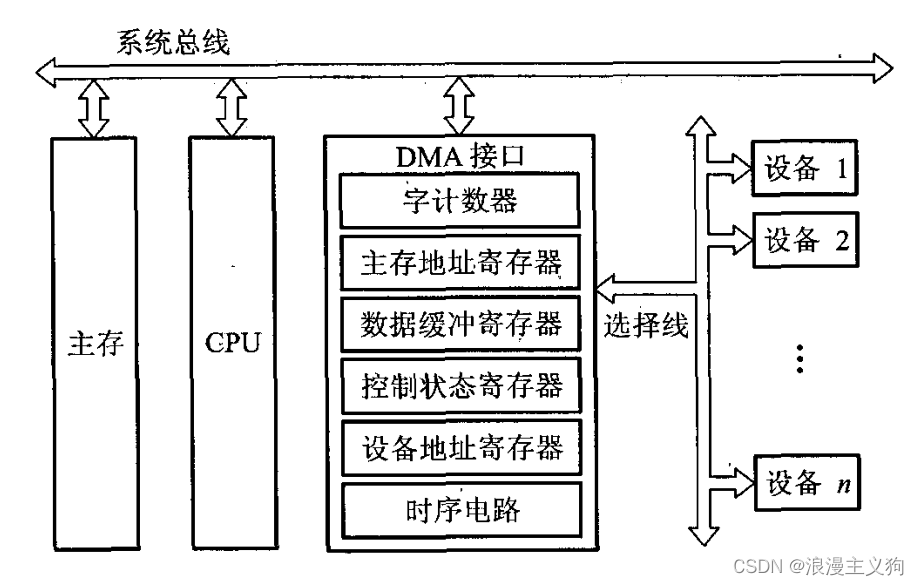 系统总线
主存
CPU
DMA 接口
字计数器
主存地址寄存器
数据缓冲寄存器
控制状态寄存器
设备地址寄存器
时序电路
选择线
设备 1
设备 2
⋮
设备 n
CSDN @浪漫主义狗